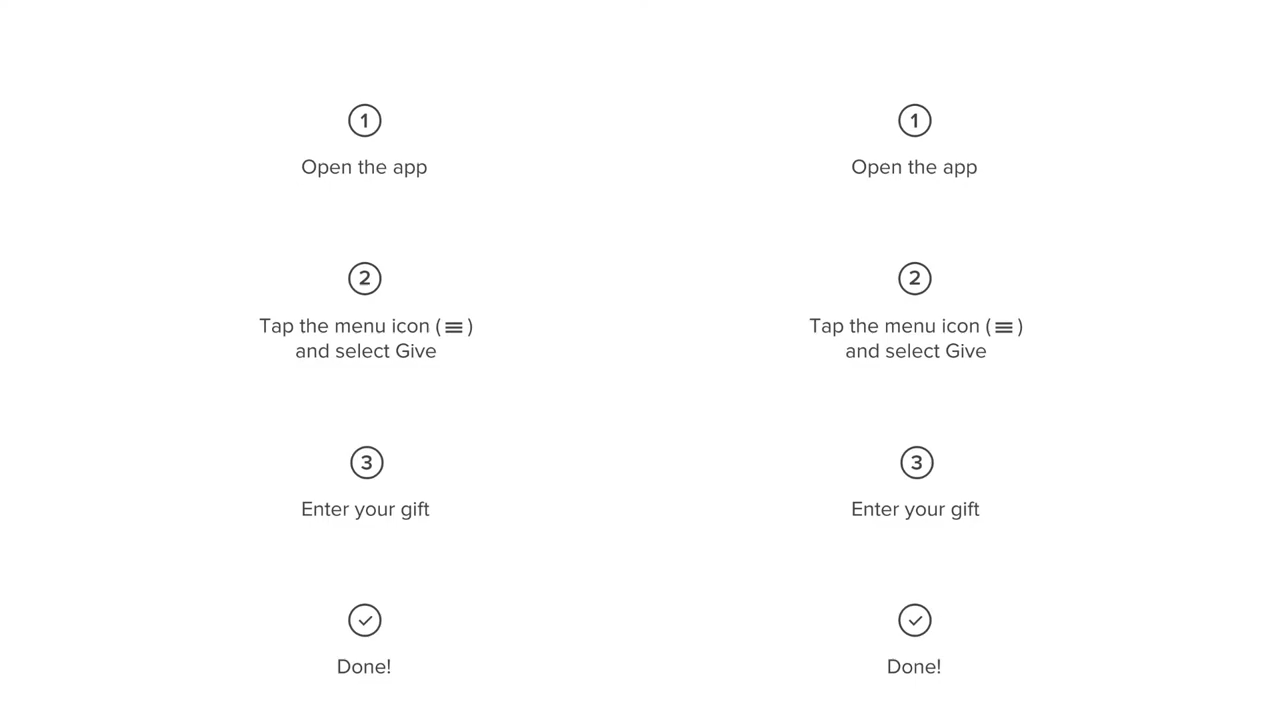 1
Open the app
2
Tap the menu icon (≡)
and select Give
3
Enter your gift
Done!
1
Open the app
2
Tap the menu icon (≡)
and select Give
3
Enter your gift
Done!